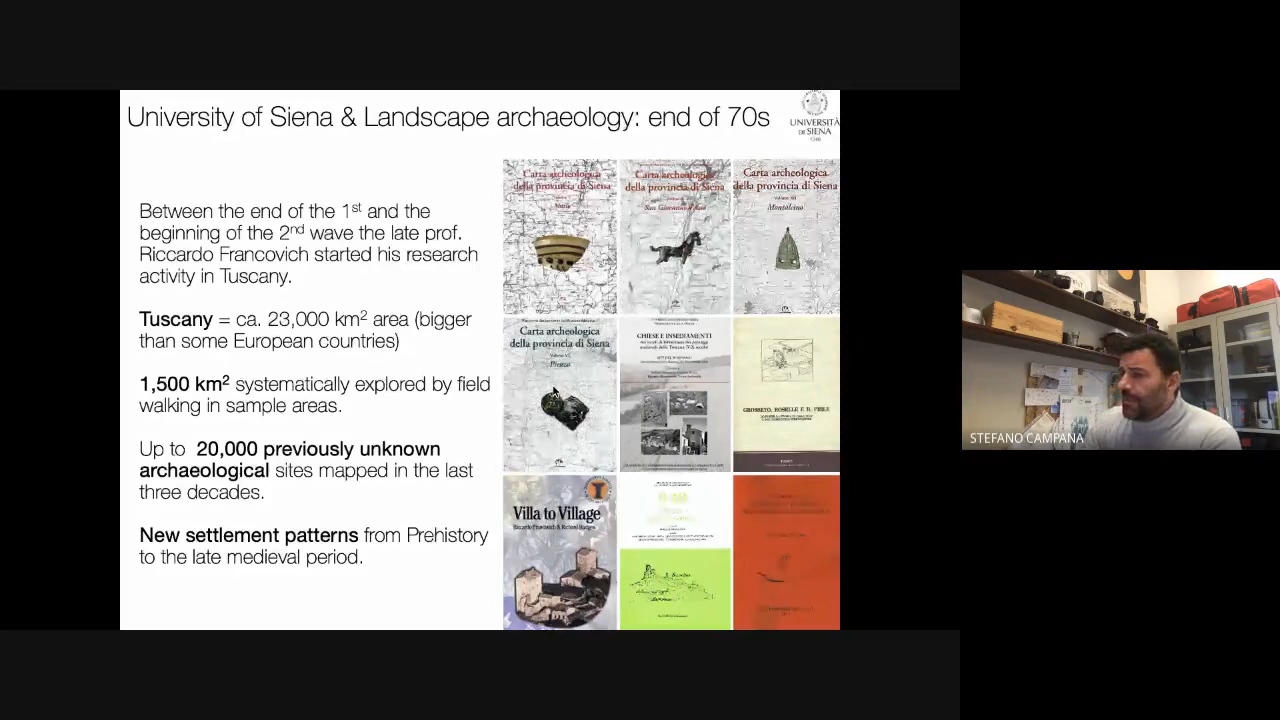 University of Siena & Landscape archaeology: end of 70s
UNIVERSITÀ
DI SIENA
1240
Between the end of the 1st and the
beginning of the 2nd wave the late prof.
Riccardo Francovich started his research
activity in Tuscany.
Tuscany = ca. 23,000 km2 area (bigger
than some European countries)
1,500 km2 systematically explored by field
walking in sample areas.
Up to 20,000 previously unknown
archaeological sites mapped in the last
three decades.
New settlement patterns from Prehistory
to the late medieval period.
Carta archeologica
della provincia di Siena
Carta archeologica
della provincia di Siena
San Giovanni d'Asso
Carta archeologica
della provincia di Siena
Montalcino
Carta archeologica
della provincia di Siena
Pienza
CHIESE E INSEDIAMENTI
GROSSETO, ROSELLE E IL PRILE
Villa to Village
Riccardo Francovich & Richard Hodges
STEFANO CAMPANA